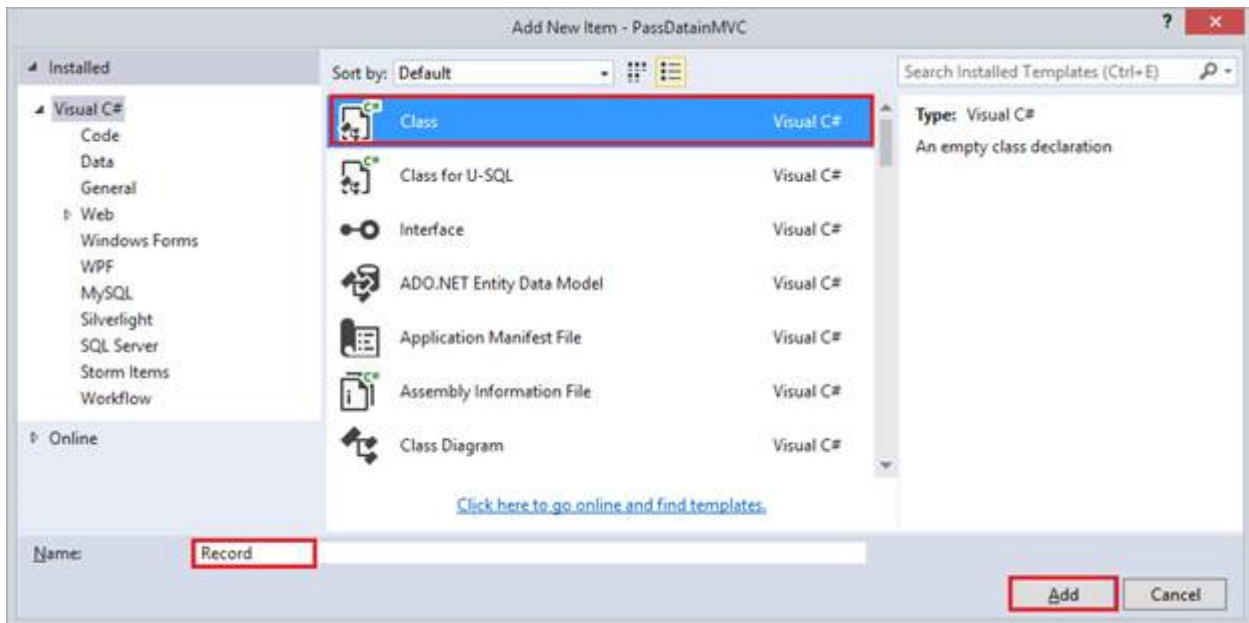 Add New Item - PassDatainMVC
?
Installed
Sort by: Default
Search Installed Templates (Ctrl+E)
Visual C#
Code
Data
General
Web
Windows Forms
WPF
MySQL
Silverlight
SQL Server
Storm Items
Workflow
Online
Class Visual C#
Class for U-SQL Visual C#
Interface Visual C#
ADO.NET Entity Data Model Visual C#
Application Manifest File Visual C#
Assembly Information File Visual C#
Class Diagram Visual C#
Click here to go online and find templates.
Type: Visual C#
An empty class declaration
Name: Record
Add Cancel